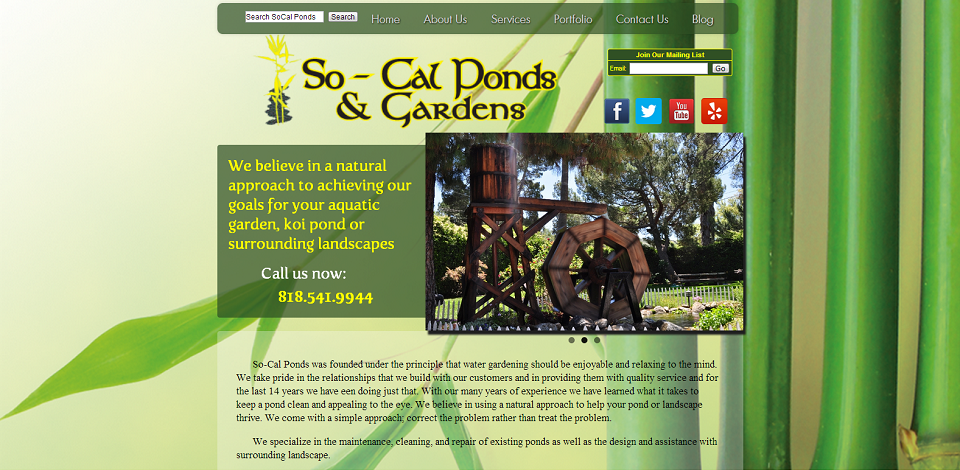 Search SoCal Ponds Search Home About Us Services Portfolio Contact Us Blog
So - Cal Ponds
& Gardens
Join Our Mailing List
Email: Go
f You Tube
We believe in a natural
approach to achieving our
goals for your aquatic
garden, koi pond or
surrounding landscapes
Call us now:
818.541.9944
So-Cal Ponds was founded under the principle that water gardening should be enjoyable and relaxing to the mind.
We take pride in the relationships that we build with our customers and in providing them with quality service and for
the last 14 years we have een doing just that. With our many years of experience we have learned what it takes to
keep a pond clean and appealing to the eye. We believe in using a natural approach to help your pond or landscape
thrive. We come with a simple approach; correct the problem rather than treat the problem.
We specialize in the maintenance, cleaning, and repair of existing ponds as well as the design and assistance with
surrounding landscape.